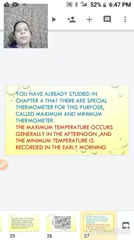 52% 6:47 PM
YOU HAVE ALREADY STUDIED IN
CHAPTER 4 THAT THERE ARE SPECIAL
THERMOMETER FOR THIS PURPOSE,
CALLED MAXIMUM AND MINIMUM
THERMOMETER.
THE MAXIMUM TEMPERATURE OCCURS
GENERALLY IN THE AFTERNOON ,AND
THE MINIMUM TEMPERATURE IS
RECORDED IN THE EARLY MORNING
25 26 27